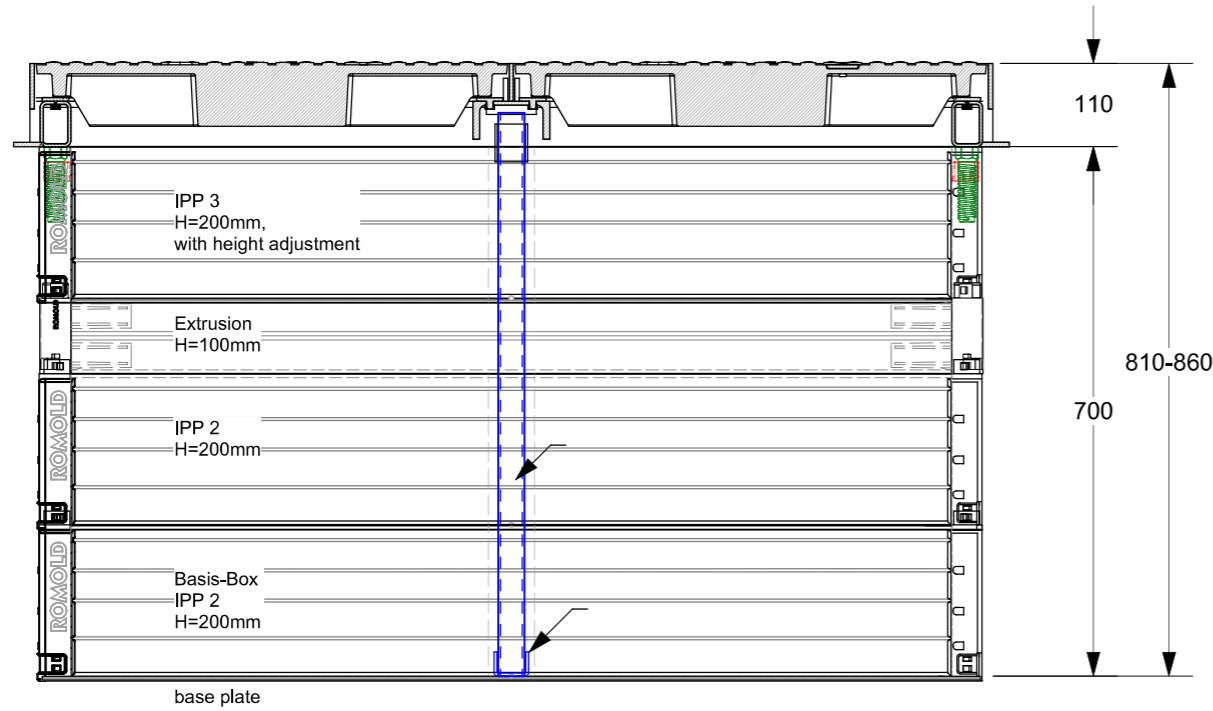 110
IPP 3
H=200mm,
with height adjustment
ROMOLD
ROMOLD
Extrusion
H=100mm
810-860
700
IPP 2
H=200mm
ROMOLD
Basis-Box
IPP 2
H=200mm
ROMOLD
base plate